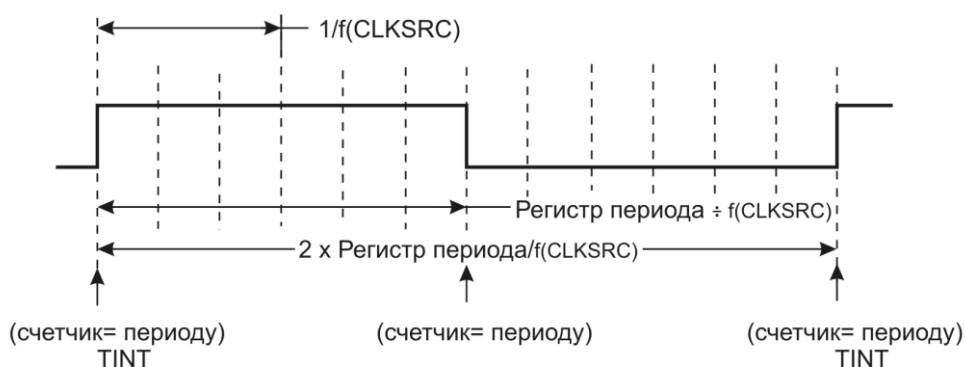 1/f(CLKSRC)
Регистр периода ÷ f(CLKSRC)
2 x Регистр периода/f(CLKSRC)
(счетчик= периоду)
TINT
(счетчик= периоду)
(счетчик= периоду)
TINT